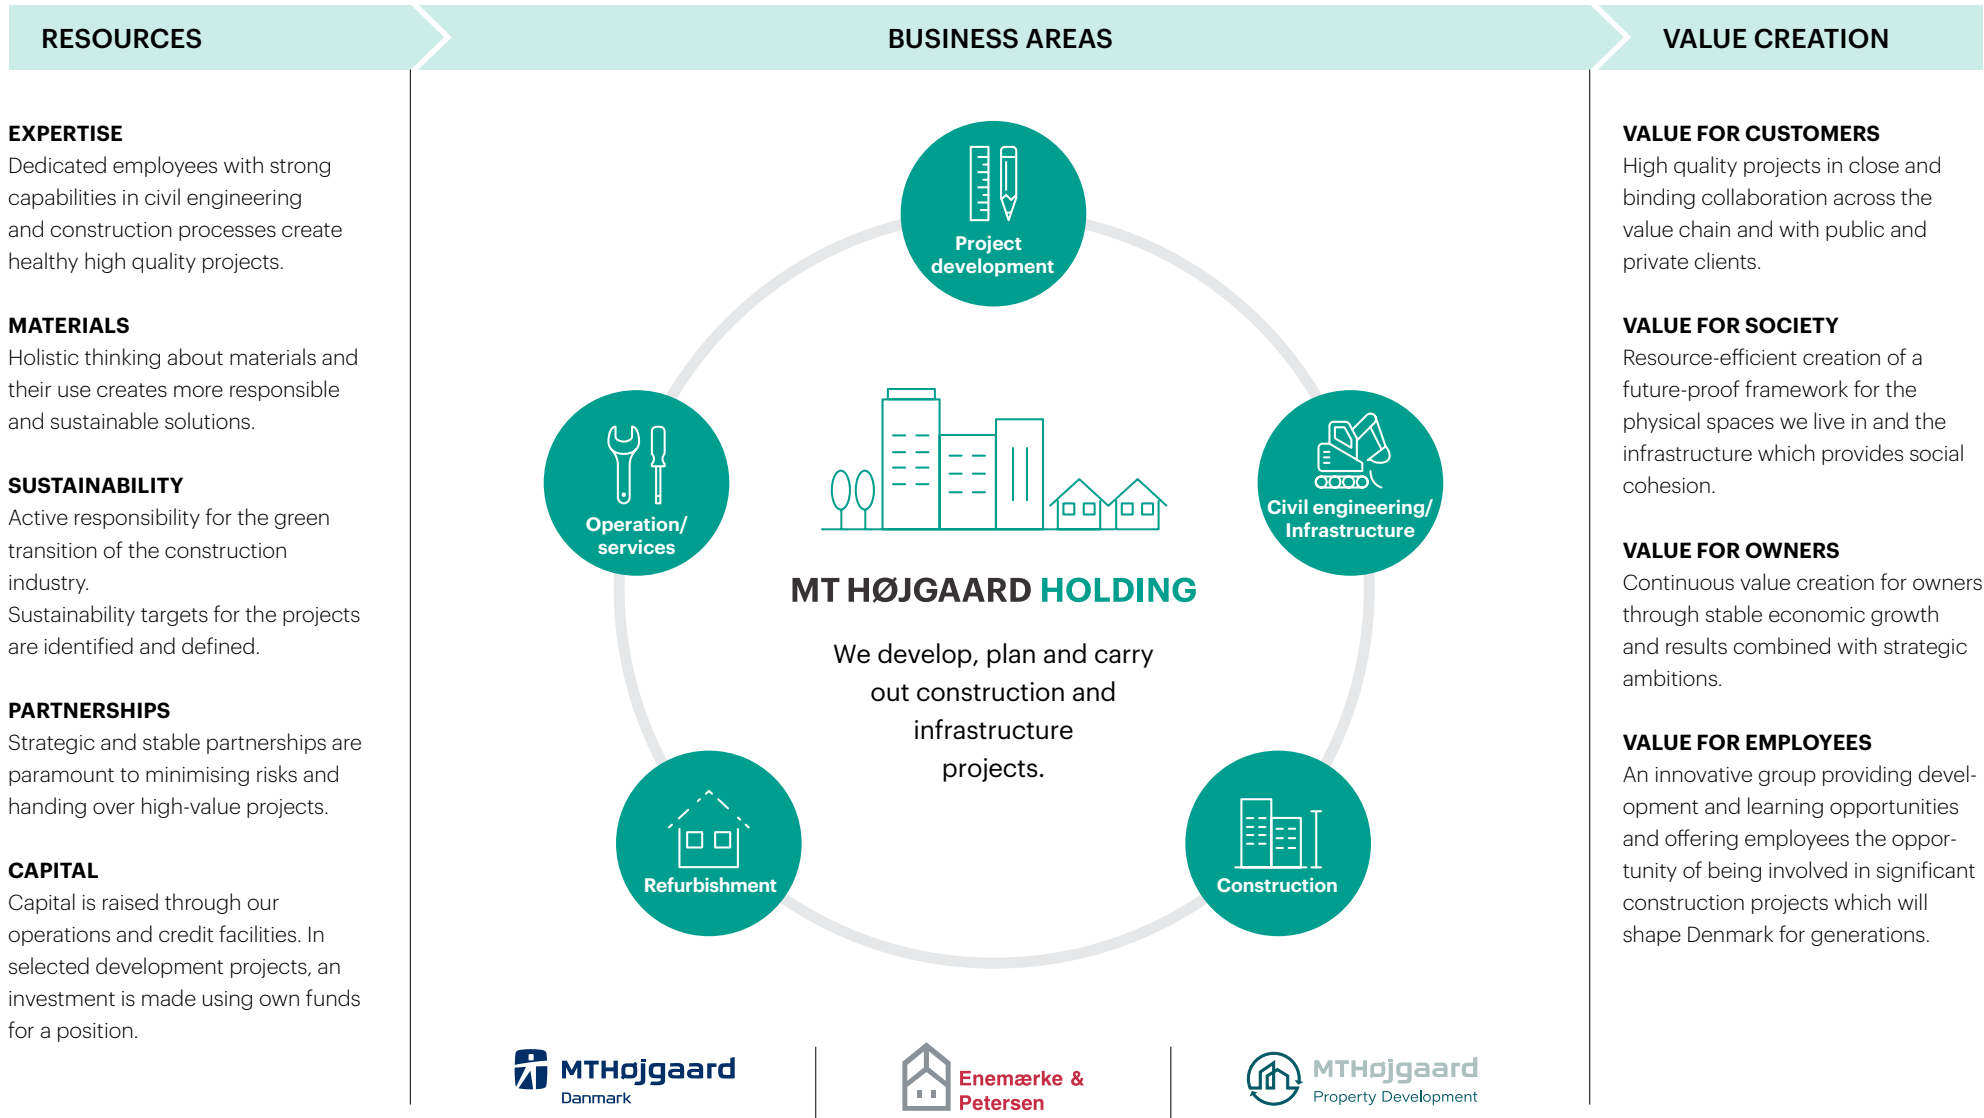 RESOURCES
BUSINESS AREAS
VALUE CREATION
EXPERTISE
Dedicated employees with strong
capabilities in civil engineering
and construction processes create
healthy high quality projects.
MATERIALS
Holistic thinking about materials and
their use creates more responsible
and sustainable solutions.
SUSTAINABILITY
Active responsibility for the green
transition of the construction
industry.
Sustainability targets for the projects
are identified and defined.
PARTNERSHIPS
Strategic and stable partnerships are
paramount to minimising risks and
handing over high-value projects.
CAPITAL
Capital is raised through our
operations and credit facilities. In
selected development projects, an
investment is made using own funds
for a position.
Project
development
Operation/
services
Civil engineering/
Infrastructure
MT HØJGAARD HOLDING
We develop, plan and carry
out construction and
infrastructure
projects.
Refurbishment
Construction
MTHøjgaard
Danmark
Enemærke &
Petersen
MTHøjgaard
Property Development
VALUE FOR CUSTOMERS
High quality projects in close and
binding collaboration across the
value chain and with public and
private clients.
VALUE FOR SOCIETY
Resource-efficient creation of a
future-proof framework for the
physical spaces we live in and the
infrastructure which provides social
cohesion.
VALUE FOR OWNERS
Continuous value creation for owners
through stable economic growth
and results combined with strategic
ambitions.
VALUE FOR EMPLOYEES
An innovative group providing devel-
opment and learning opportunities
and offering employees the oppor-
tunity of being involved in significant
construction projects which will
shape Denmark for generations.